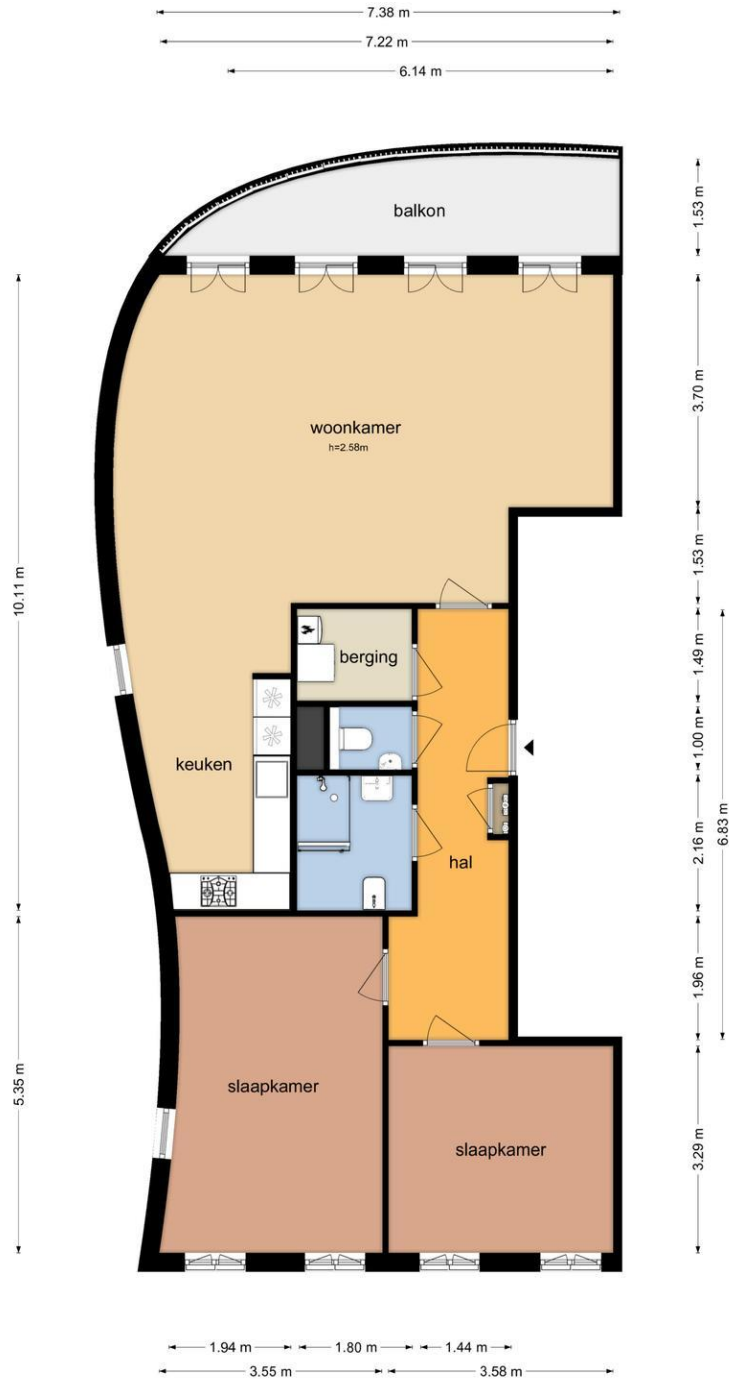 7.38 m
7.22 m
6.14 m
balkon
1.53 m
woonkamer
h=2.58m
3.70 m
1.53 m
10.11 m
berging
1.49 m
keuken
1.00 m
6.83 m
hal
2.16 m
1.96 m
5.35 m
slaapkamer
slaapkamer
3.29 m
1.94 m
1.80 m
1.44 m
3.55 m
3.58 m